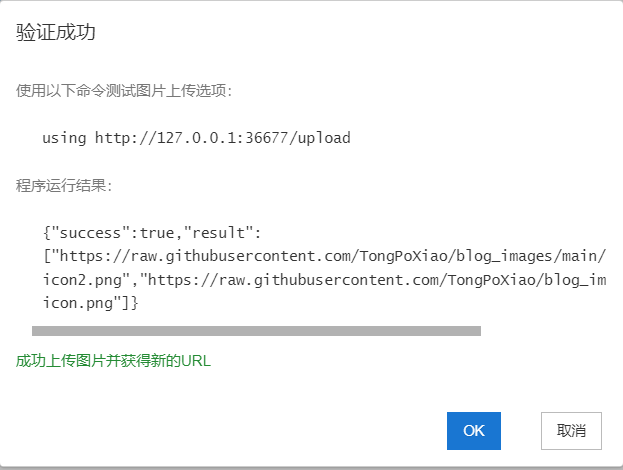 验证成功
使用以下命令测试图片上传选项：
using http://127.0.0.1:36677/upload
程序运行结果：
{"success":true,"result":
["https://raw.githubusercontent.com/TongPoXiao/blog_images/main/
icon2.png","https://raw.githubusercontent.com/TongPoXiao/blog_im
icon.png"]}
成功上传图片并获得新的URL
OK
取消